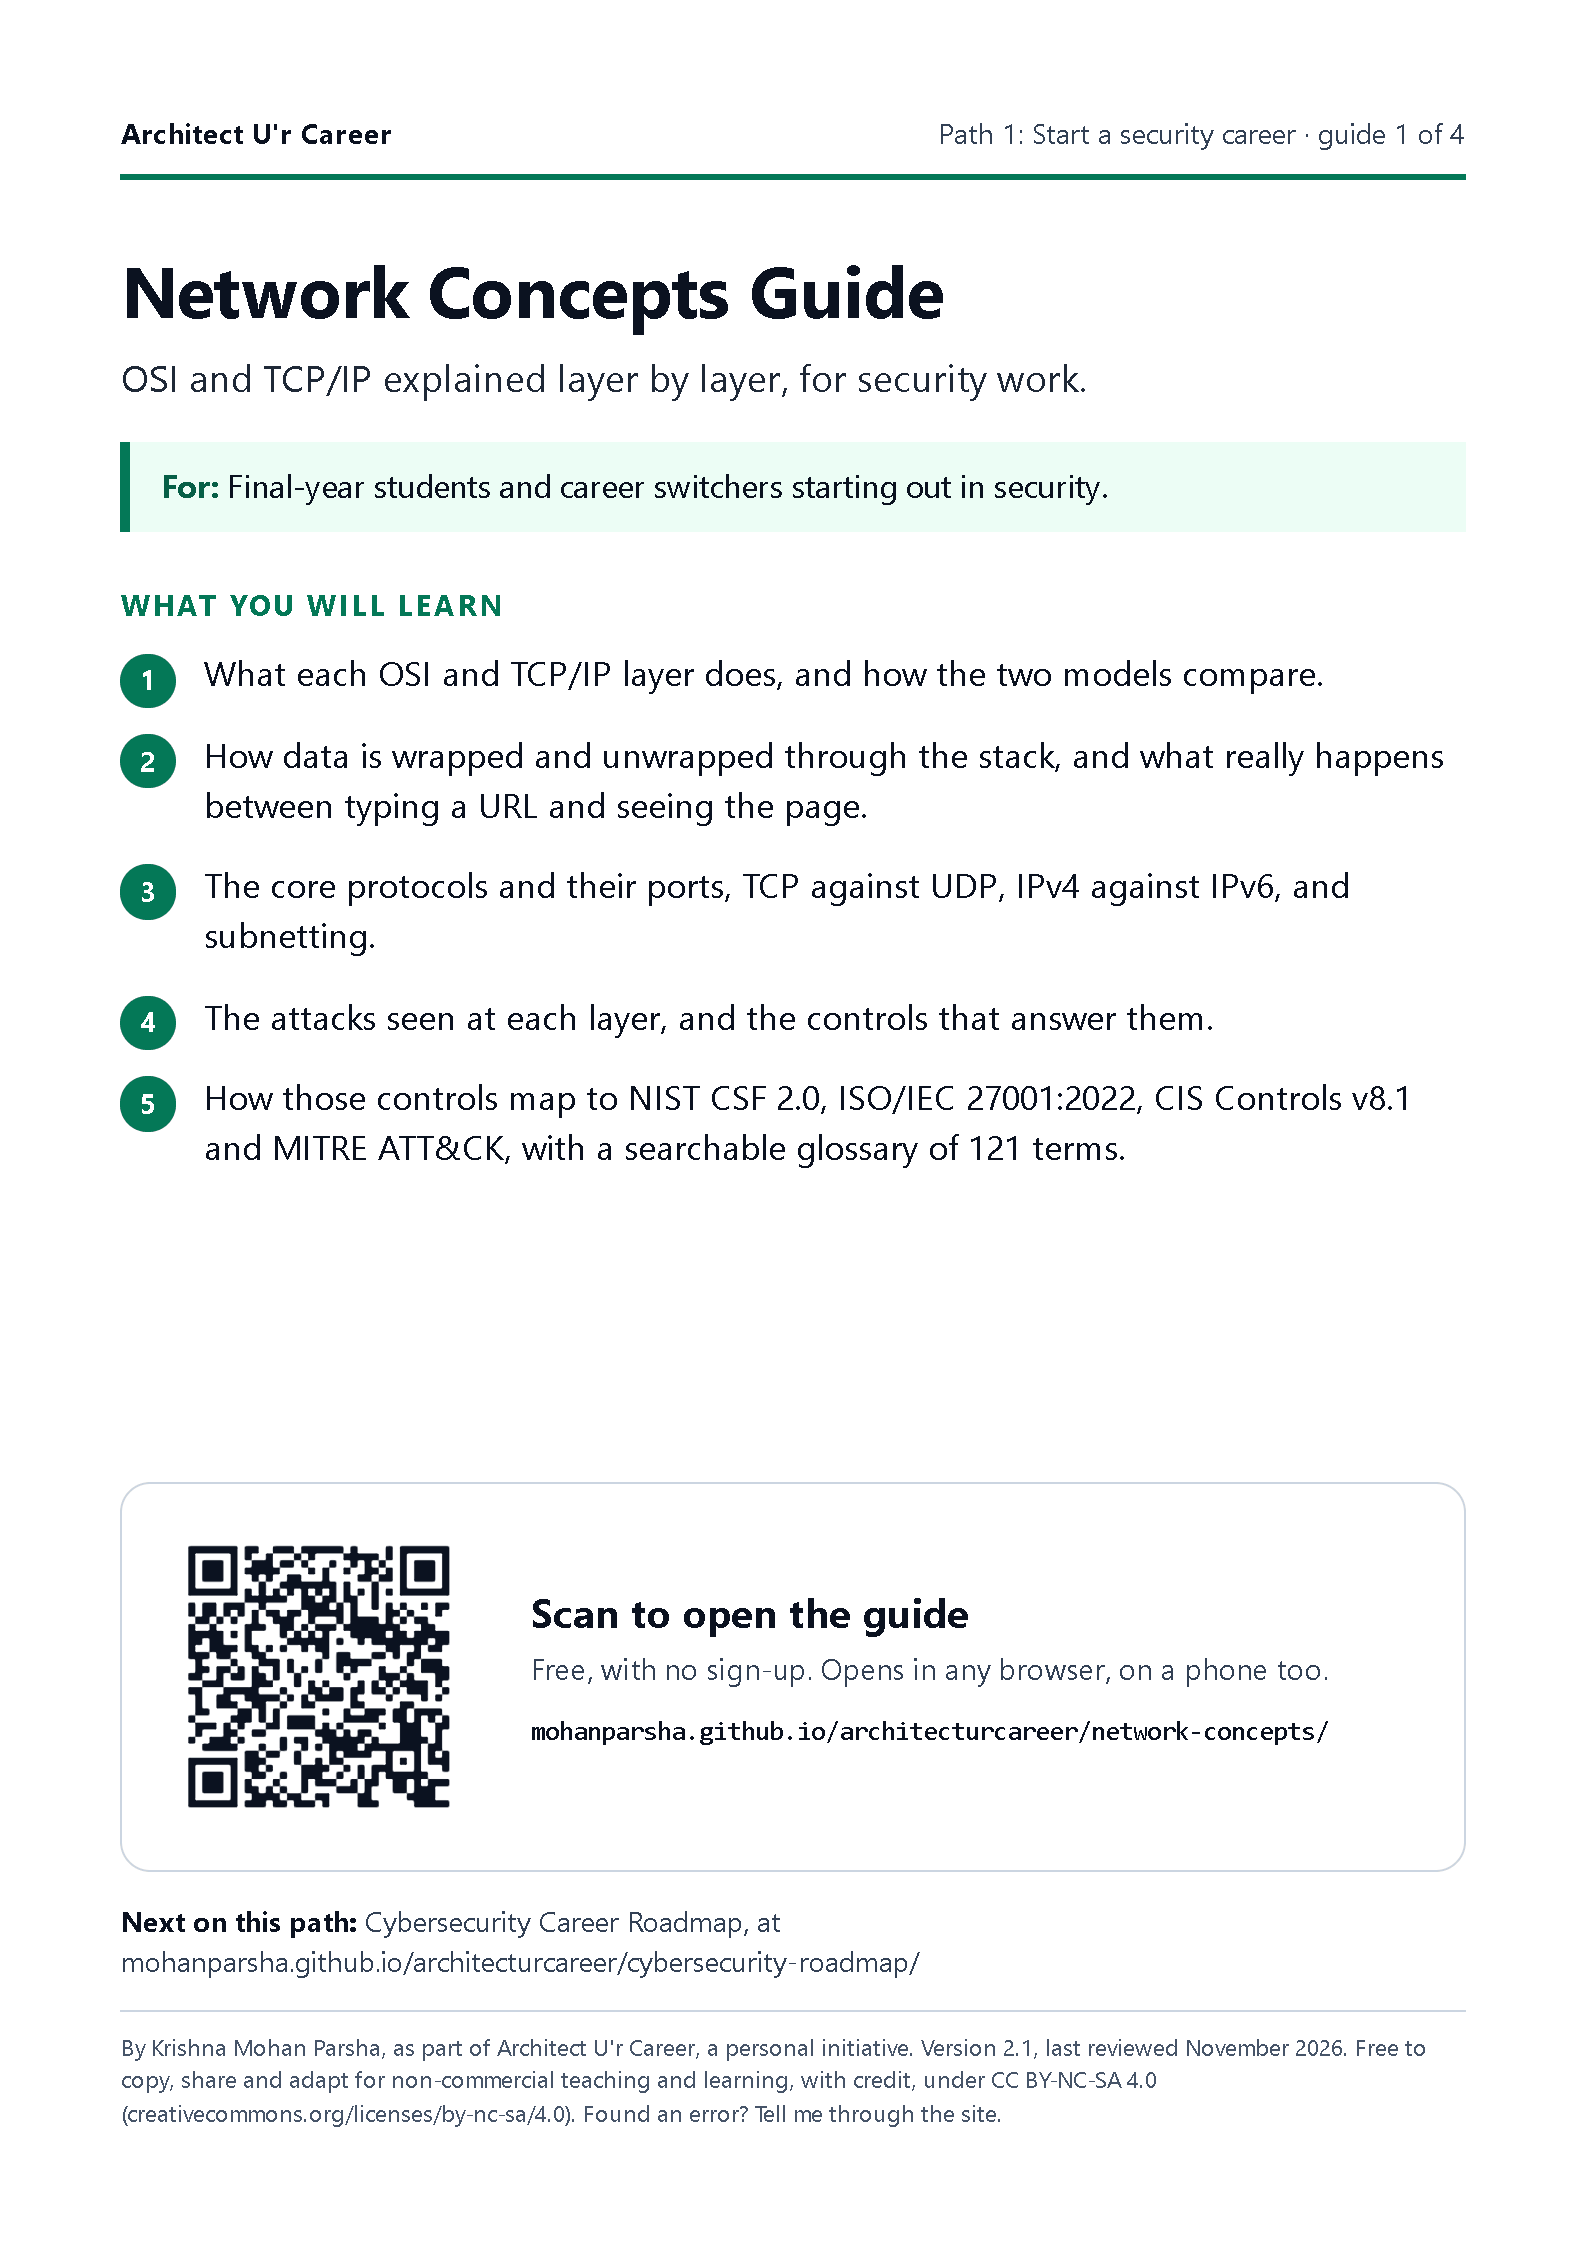 Architect U'r Career
Path 1: Start a security career · guide 1 of 4
Network Concepts Guide
OSI and TCP/IP explained layer by layer, for security work.
For: Final-year students and career switchers starting out in security.
WHAT YOU WILL LEARN
1 What each OSI and TCP/IP layer does, and how the two models compare.
2 How data is wrapped and unwrapped through the stack, and what really happens
between typing a URL and seeing the page.
3 The core protocols and their ports, TCP against UDP, IPv4 against IPv6, and
subnetting.
4 The attacks seen at each layer, and the controls that answer them.
5 How those controls map to NIST CSF 2.0, ISO/IEC 27001:2022, CIS Controls v8.1
and MITRE ATT&CK, with a searchable glossary of 121 terms.
Scan to open the guide
Free, with no sign-up. Opens in any browser, on a phone too.
mohanparsha.github.io/architecturcareer/network-concepts/
Next on this path: Cybersecurity Career Roadmap, at
mohanparsha.github.io/architecturcareer/cybersecurity-roadmap/
By Krishna Mohan Parsha, as part of Architect U'r Career, a personal initiative. Version 2.1, last reviewed November 2026. Free to
copy, share and adapt for non-commercial teaching and learning, with credit, under CC BY-NC-SA 4.0
(creativecommons.org/licenses/by-nc-sa/4.0). Found an error? Tell me through the site.